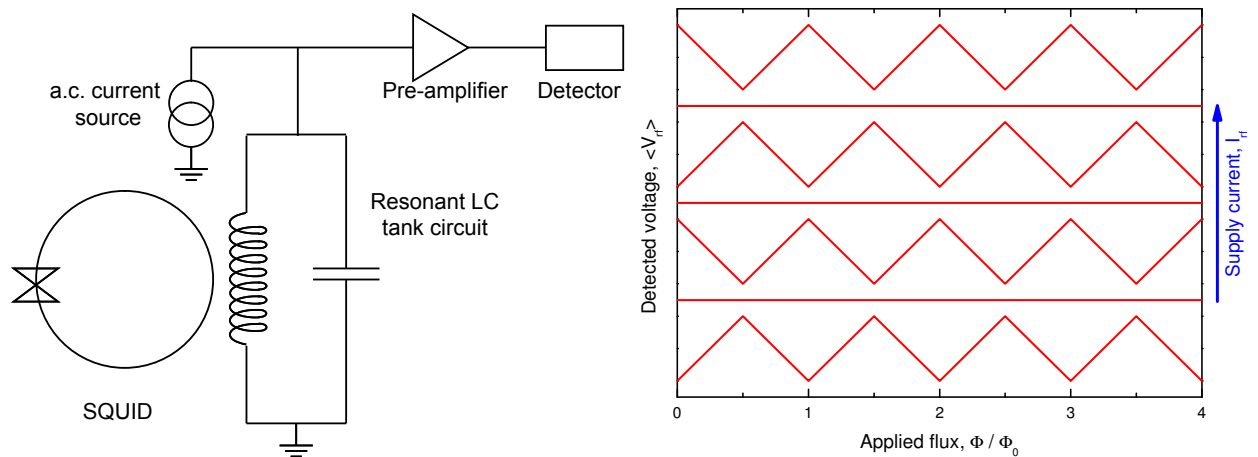 a.c. current
source
Pre-amplifier
Detector
Resonant LC
tank circuit
SQUID
Detected voltage, <V_rf>
Supply current, I_rf
0
1
2
3
4
Applied flux, Φ / Φ_0